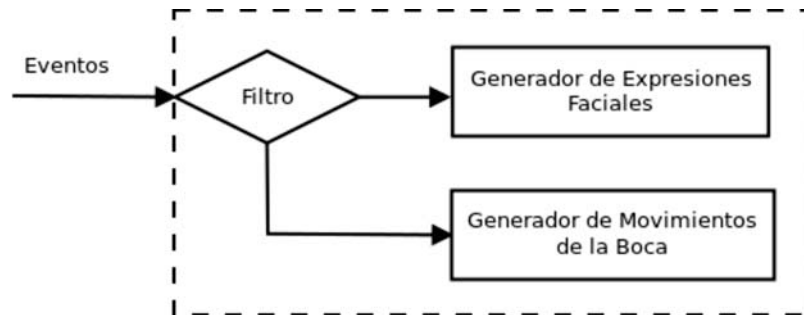 Eventos
Filtro
Generador de Expresiones
Faciales
Generador de Movimientos
de la Boca